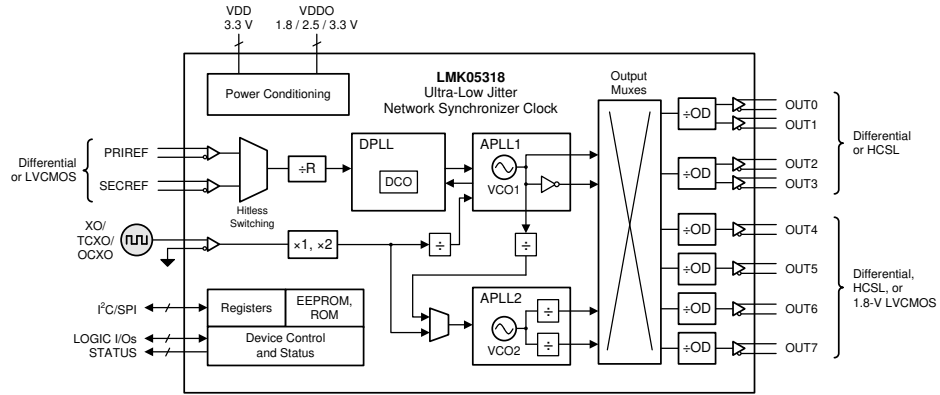 VDD
3.3 V
VDDO
1.8 / 2.5 / 3.3 V
Power Conditioning
LMK05318
Ultra-Low Jitter
Network Synchronizer Clock
Output
Muxes
Differential
or LVCMOS
PRIREF
SECREF
Hitless
Switching
÷R
DPLL
DCO
APLL1
VCO1
÷OD
OUT0
OUT1
Differential
or HCSL
÷OD
OUT2
OUT3
XO/
TCXO/
OCXO
×1, ×2
÷
÷
÷OD
OUT4
÷OD
OUT5
Differential,
HCSL, or
1.8-V LVCMOS
I²C/SPI
Registers
EEPROM,
ROM
LOGIC I/Os
STATUS
Device Control
and Status
APLL2
VCO2
÷
÷
÷OD
OUT6
÷OD
OUT7